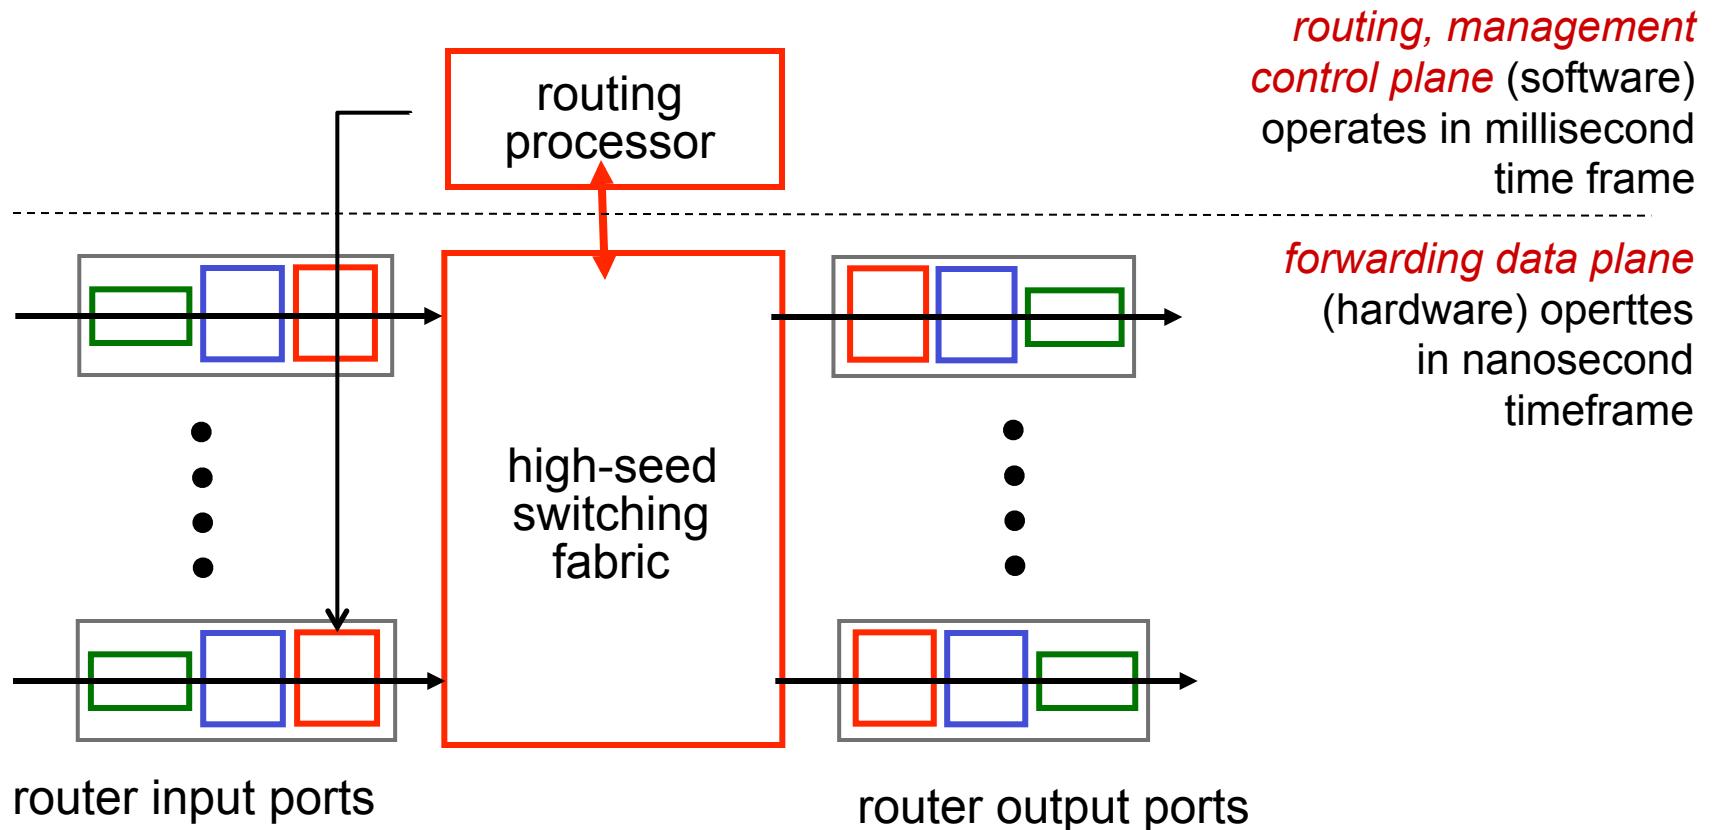 routing, management
control plane (software)
operates in millisecond
time frame
routing
processor
forwarding data plane
(hardware) operttes
in nanosecond
timeframe
high-seed
switching
fabric
router input ports
router output ports